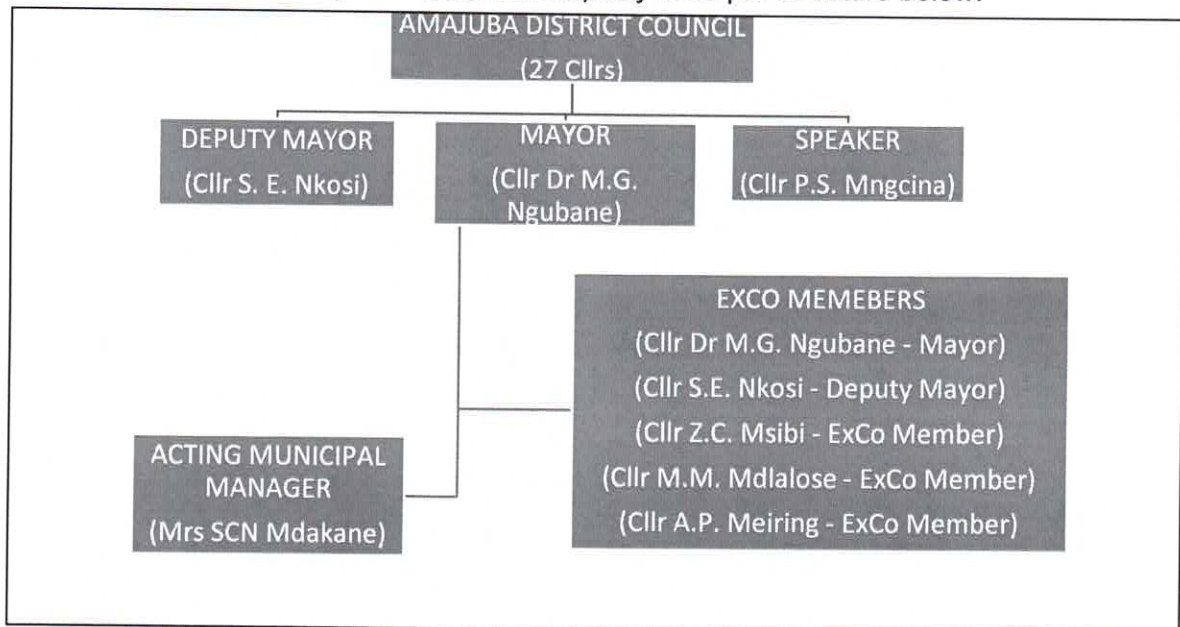 AMAJUBA DISTRICT COUNCIL
(27 Cllrs)
DEPUTY MAYOR
(Cllr S. E. Nkosi)
MAYOR
(Cllr Dr M.G.
Ngubane)
SPEAKER
(Cllr P.S. Mngcina)
EXCO MEMEBERS
(Cllr Dr M.G. Ngubane - Mayor)
(Cllr S.E. Nkosi - Deputy Mayor)
(Cllr Z.C. Msibi - ExCo Member)
(Cllr M.M. Mdlalose - ExCo Member)
(Cllr A.P. Meiring - ExCo Member)
ACTING MUNICIPAL
MANAGER
(Mrs SCN Mdakane)